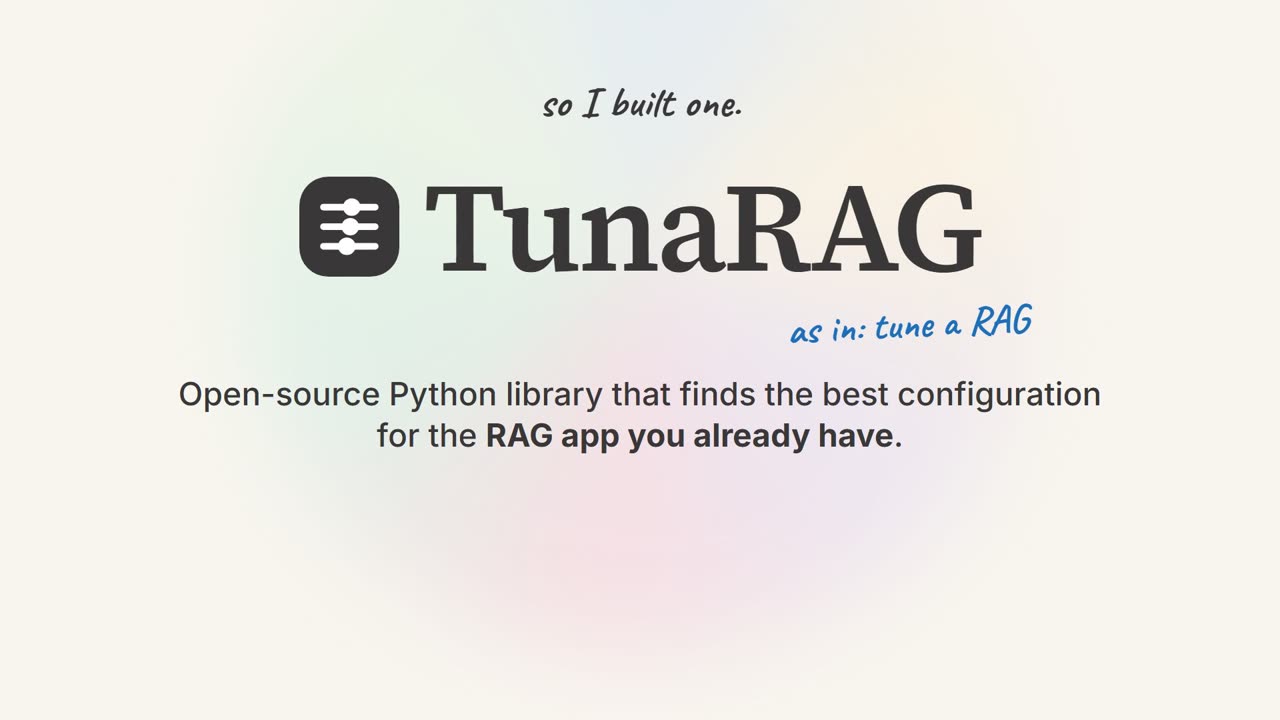 so I built one.
TunaRAG
as in: tune a RAG
Open-source Python library that finds the best configuration
for the RAG app you already have.